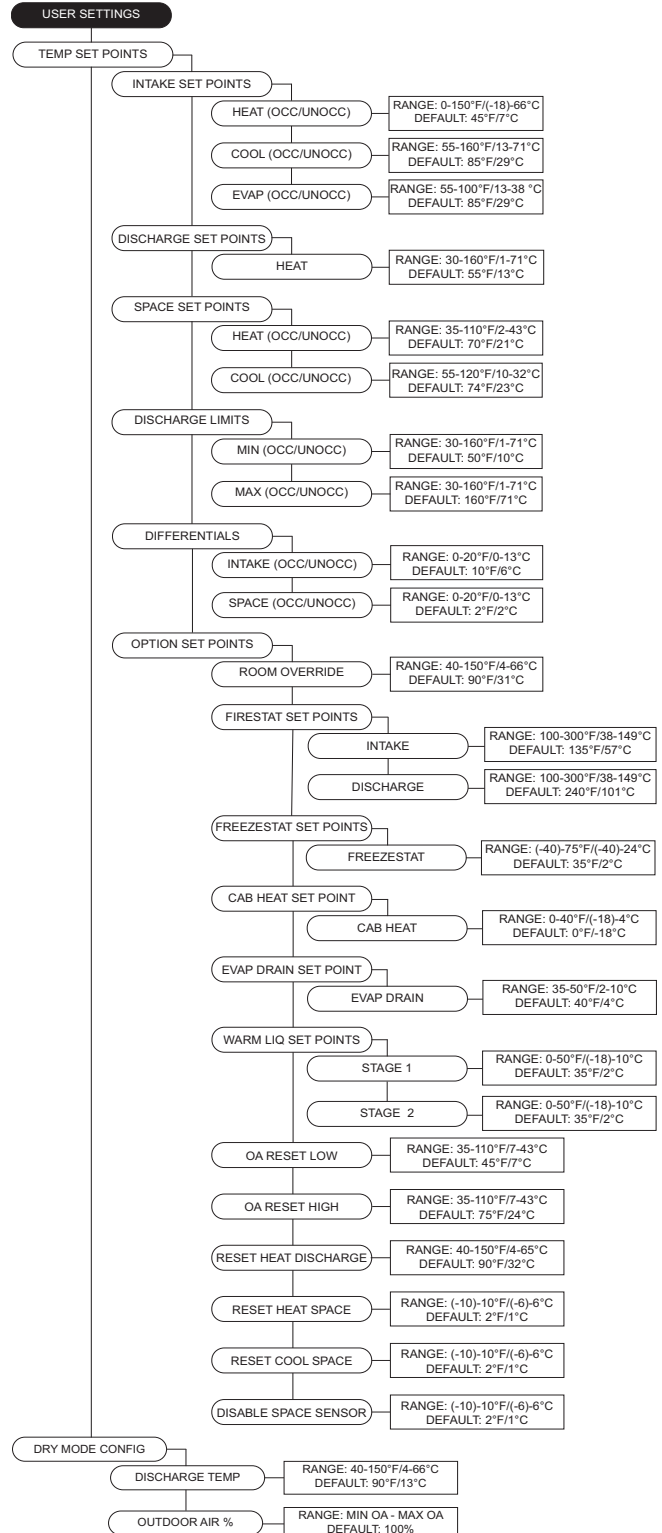 USER SETTINGS
TEMP SET POINTS
INTAKE SET POINTS
HEAT (OCC/UNOCC)
RANGE: 0-150°F/(-18)-66°C
DEFAULT: 45°F/7°C
COOL (OCC/UNOCC)
RANGE: 55-160°F/13-71°C
DEFAULT: 85°F/29°C
EVAP (OCC/UNOCC)
RANGE: 55-100°F/13-38 °C
DEFAULT: 85°F/29°C
DISCHARGE SET POINTS
HEAT
RANGE: 30-160°F/1-71°C
DEFAULT: 55°F/13°C
SPACE SET POINTS
HEAT (OCC/UNOCC)
RANGE: 35-110°F/2-43°C
DEFAULT: 70°F/21°C
COOL (OCC/UNOCC)
RANGE: 55-120°F/10-32°C
DEFAULT: 74°F/23°C
DISCHARGE LIMITS
MIN (OCC/UNOCC)
RANGE: 30-160°F/1-71°C
DEFAULT: 50°F/10°C
MAX (OCC/UNOCC)
RANGE: 30-160°F/1-71°C
DEFAULT: 160°F/71°C
DIFFERENTIALS
INTAKE (OCC/UNOCC)
RANGE: 0-20°F/0-13°C
DEFAULT: 10°F/6°C
SPACE (OCC/UNOCC)
RANGE: 0-20°F/0-13°C
DEFAULT: 2°F/2°C
OPTION SET POINTS
ROOM OVERRIDE
RANGE: 40-150°F/4-66°C
DEFAULT: 90°F/31°C
FIRESTAT SET POINTS
INTAKE
RANGE: 100-300°F/38-149°C
DEFAULT: 135°F/57°C
DISCHARGE
RANGE: 100-300°F/38-149°C
DEFAULT: 240°F/101°C
FREEZESTAT SET POINTS
FREEZESTAT
RANGE: (-40)-75°F/(-40)-24°C
DEFAULT: 35°F/2°C
CAB HEAT SET POINT
CAB HEAT
RANGE: 0-40°F/(-18)-4°C
DEFAULT: 0°F/-18°C
EVAP DRAIN SET POINT
EVAP DRAIN
RANGE: 35-50°F/2-10°C
DEFAULT: 40°F/4°C
WARM LIQ SET POINTS
STAGE 1
RANGE: 0-50°F/(-18)-10°C
DEFAULT: 35°F/2°C
STAGE 2
RANGE: 0-50°F/(-18)-10°C
DEFAULT: 35°F/2°C
OA RESET LOW
RANGE: 35-110°F/7-43°C
DEFAULT: 45°F/7°C
OA RESET HIGH
RANGE: 35-110°F/7-43°C
DEFAULT: 75°F/24°C
RESET HEAT DISCHARGE
RANGE: 40-150°F/4-65°C
DEFAULT: 90°F/32°C
RESET HEAT SPACE
RANGE: (-10)-10°F/(-6)-6°C
DEFAULT: 2°F/1°C
RESET COOL SPACE
RANGE: (-10)-10°F/(-6)-6°C
DEFAULT: 2°F/1°C
DISABLE SPACE SENSOR
RANGE: (-10)-10°F/(-6)-6°C
DEFAULT: 2°F/1°C
DRY MODE CONFIG
DISCHARGE TEMP
RANGE: 40-150°F/4-66°C
DEFAULT: 90°F/13°C
OUTDOOR AIR %
RANGE: MIN OA - MAX OA
DEFAULT: 100%